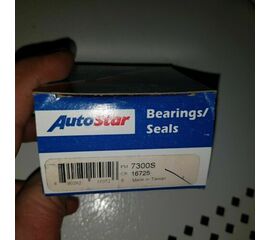 AutoStar
Bearings/
Seals
7300S
16725
Made in Taiwan